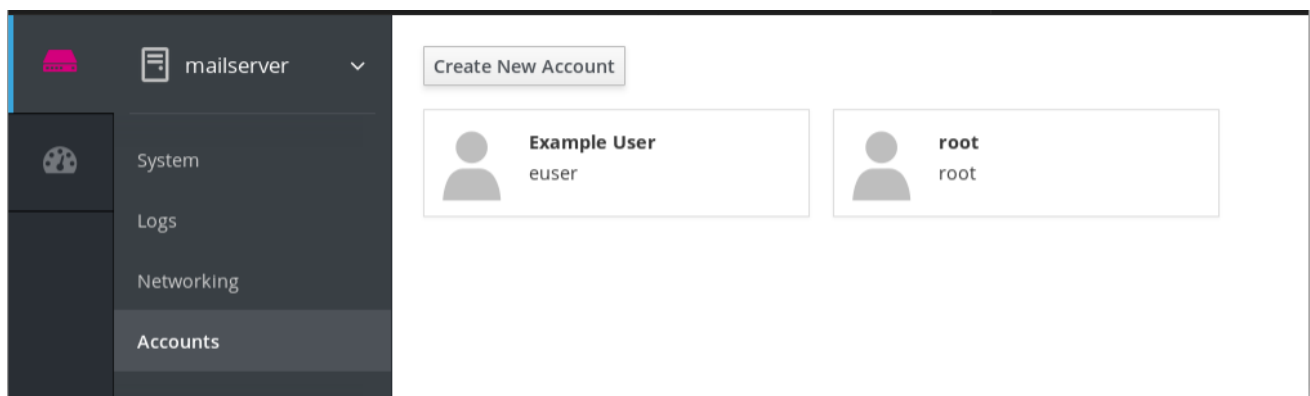 mailserver
System
Logs
Networking
Accounts
Create New Account
Example User
euser
root
root